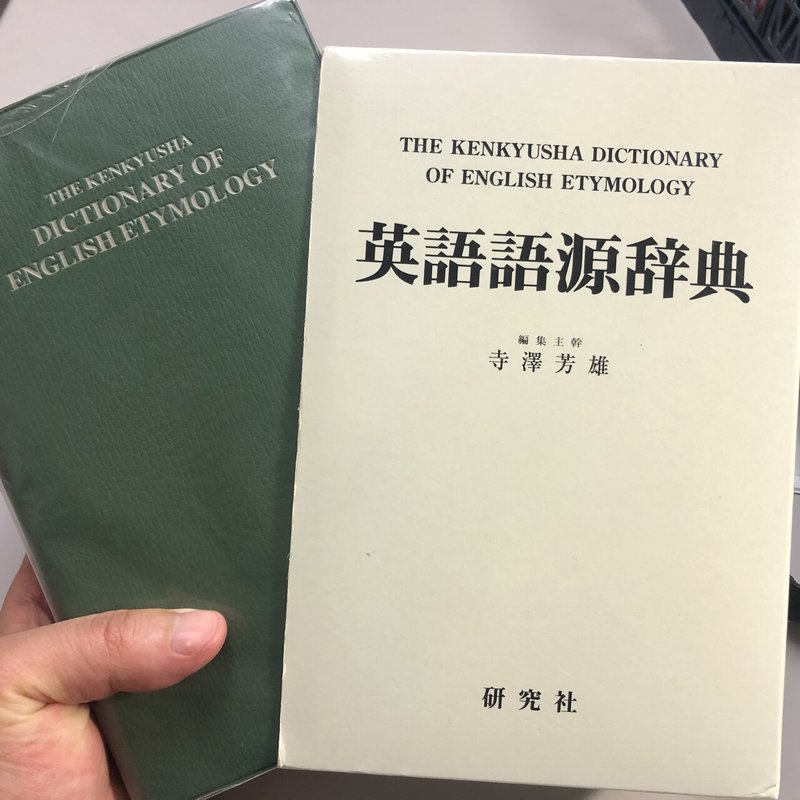 THE KENKYUSHA
DICTIONARY OF
ENGLISH ETYMOLOGY
THE KENKYUSHA DICTIONARY
OF ENGLISH ETYMOLOGY
英語語源辞典
編集主幹
寺澤芳雄
研究社